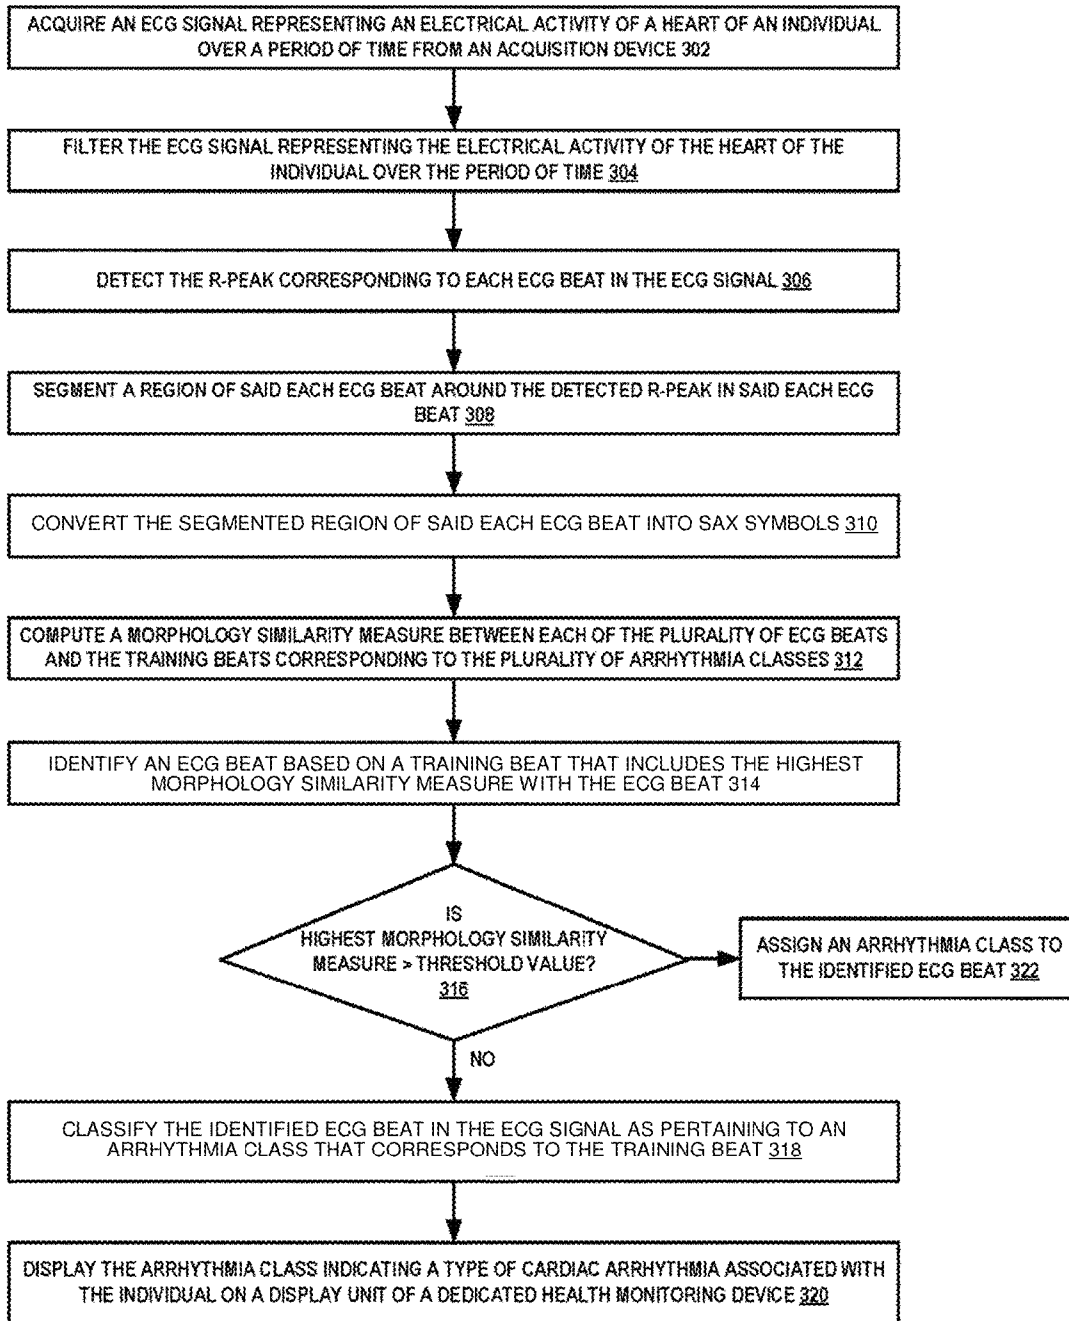 ACQUIRE AN ECG SIGNAL REPRESENTING AN ELECTRICAL ACTIVITY OF A HEART OF AN INDIVIDUAL
OVER A PERIOD OF TIME FROM AN ACQUISITION DEVICE 302
FILTER THE ECG SIGNAL REPRESENTING THE ELECTRICAL ACTIVITY OF THE HEART OF THE
INDIVIDUAL OVER THE PERIOD OF TIME 304
DETECT THE R-PEAK CORRESPONDING TO EACH ECG BEAT IN THE ECG SIGNAL 306
SEGMENT A REGION OF SAID EACH ECG BEAT AROUND THE DETECTED R-PEAK IN SAID EACH ECG
BEAT 308
CONVERT THE SEGMENTED REGION OF SAID EACH ECG BEAT INTO SAX SYMBOLS 310
COMPUTE A MORPHOLOGY SIMILARITY MEASURE BETWEEN EACH OF THE PLURALITY OF ECG BEATS
AND THE TRAINING BEATS CORRESPONDING TO THE PLURALITY OF ARRHYTHMIA CLASSES 312
IDENTIFY AN ECG BEAT BASED ON A TRAINING BEAT THAT INCLUDES THE HIGHEST
MORPHOLOGY SIMILARITY MEASURE WITH THE ECG BEAT 314
IS
HIGHEST MORPHOLOGY SIMILARITY
MEASURE > THRESHOLD VALUE?
316
ASSIGN AN ARRHYTHMIA CLASS TO
THE IDENTIFIED ECG BEAT 322
NO
CLASSIFY THE IDENTIFIED ECG BEAT IN THE ECG SIGNAL AS PERTAINING TO AN
ARRHYTHMIA CLASS THAT CORRESPONDS TO THE TRAINING BEAT 318
DISPLAY THE ARRHYTHMIA CLASS INDICATING A TYPE OF CARDIAC ARRHYTHMIA ASSOCIATED WITH
THE INDIVIDUAL ON A DISPLAY UNIT OF A DEDICATED HEALTH MONITORING DEVICE 320